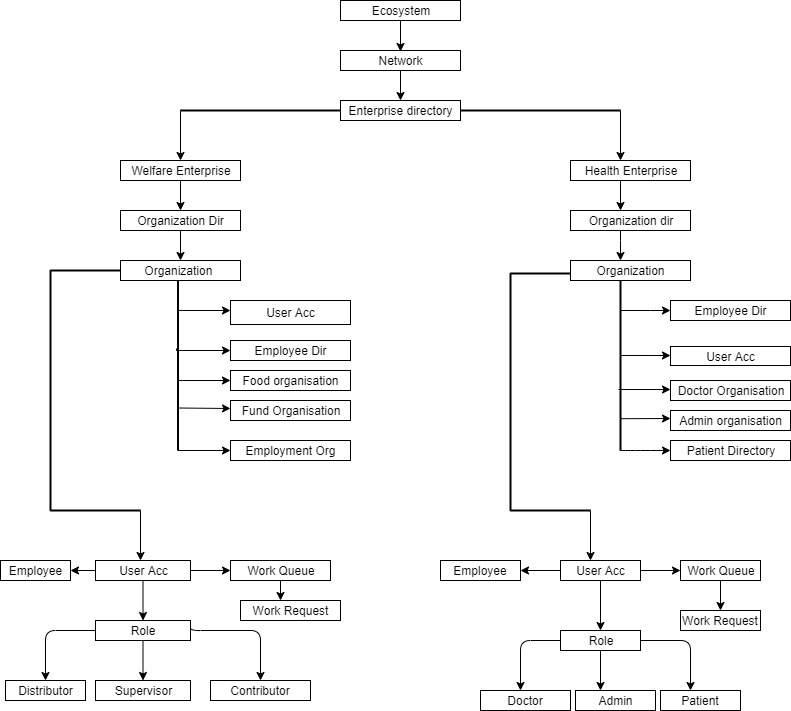 Ecosystem
Network
Enterprise directory
Welfare Enterprise
Health Enterprise
Organization Dir
Organization dir
Organization
Organization
User Acc
Employee Dir
Food organisation
Fund Organisation
Employment Org
Employee Dir
User Acc
Doctor Organisation
Admin organisation
Patient Directory
Employee
User Acc
Work Queue
Work Request
Role
Distributor
Supervisor
Contributor
Employee
User Acc
Work Queue
Work Request
Role
Doctor
Admin
Patient